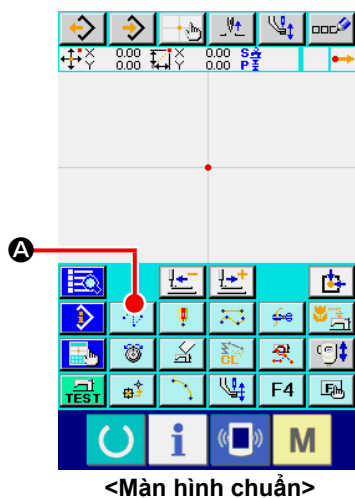 X 0.00 X 0.00 S
Y 0.00 Y 0.00 P
A
CL
TEST F4
i M
<Màn hình chuẩn>